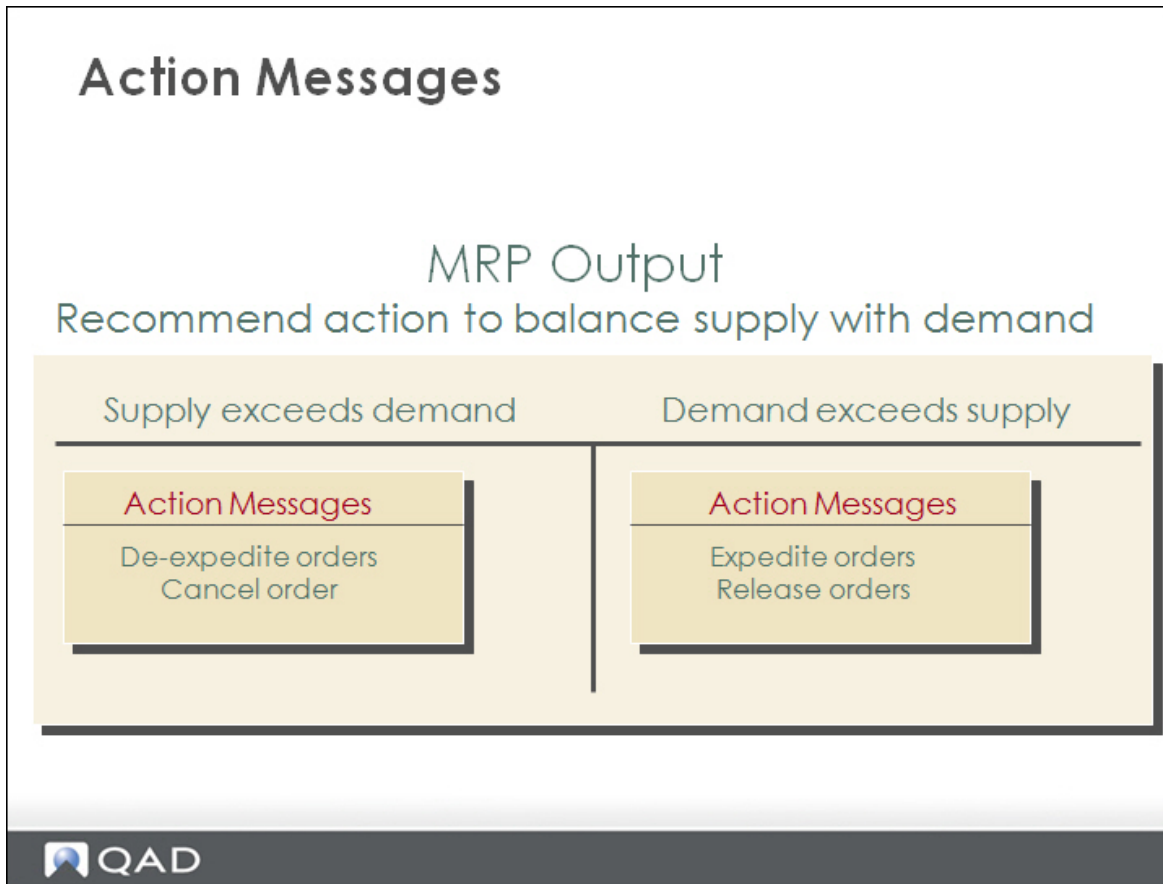 Action Messages
MRP Output
Recommend action to balance supply with demand
Supply exceeds demand
Action Messages
De-expedite orders
Cancel order
Demand exceeds supply
Action Messages
Expedite orders
Release orders
QAD